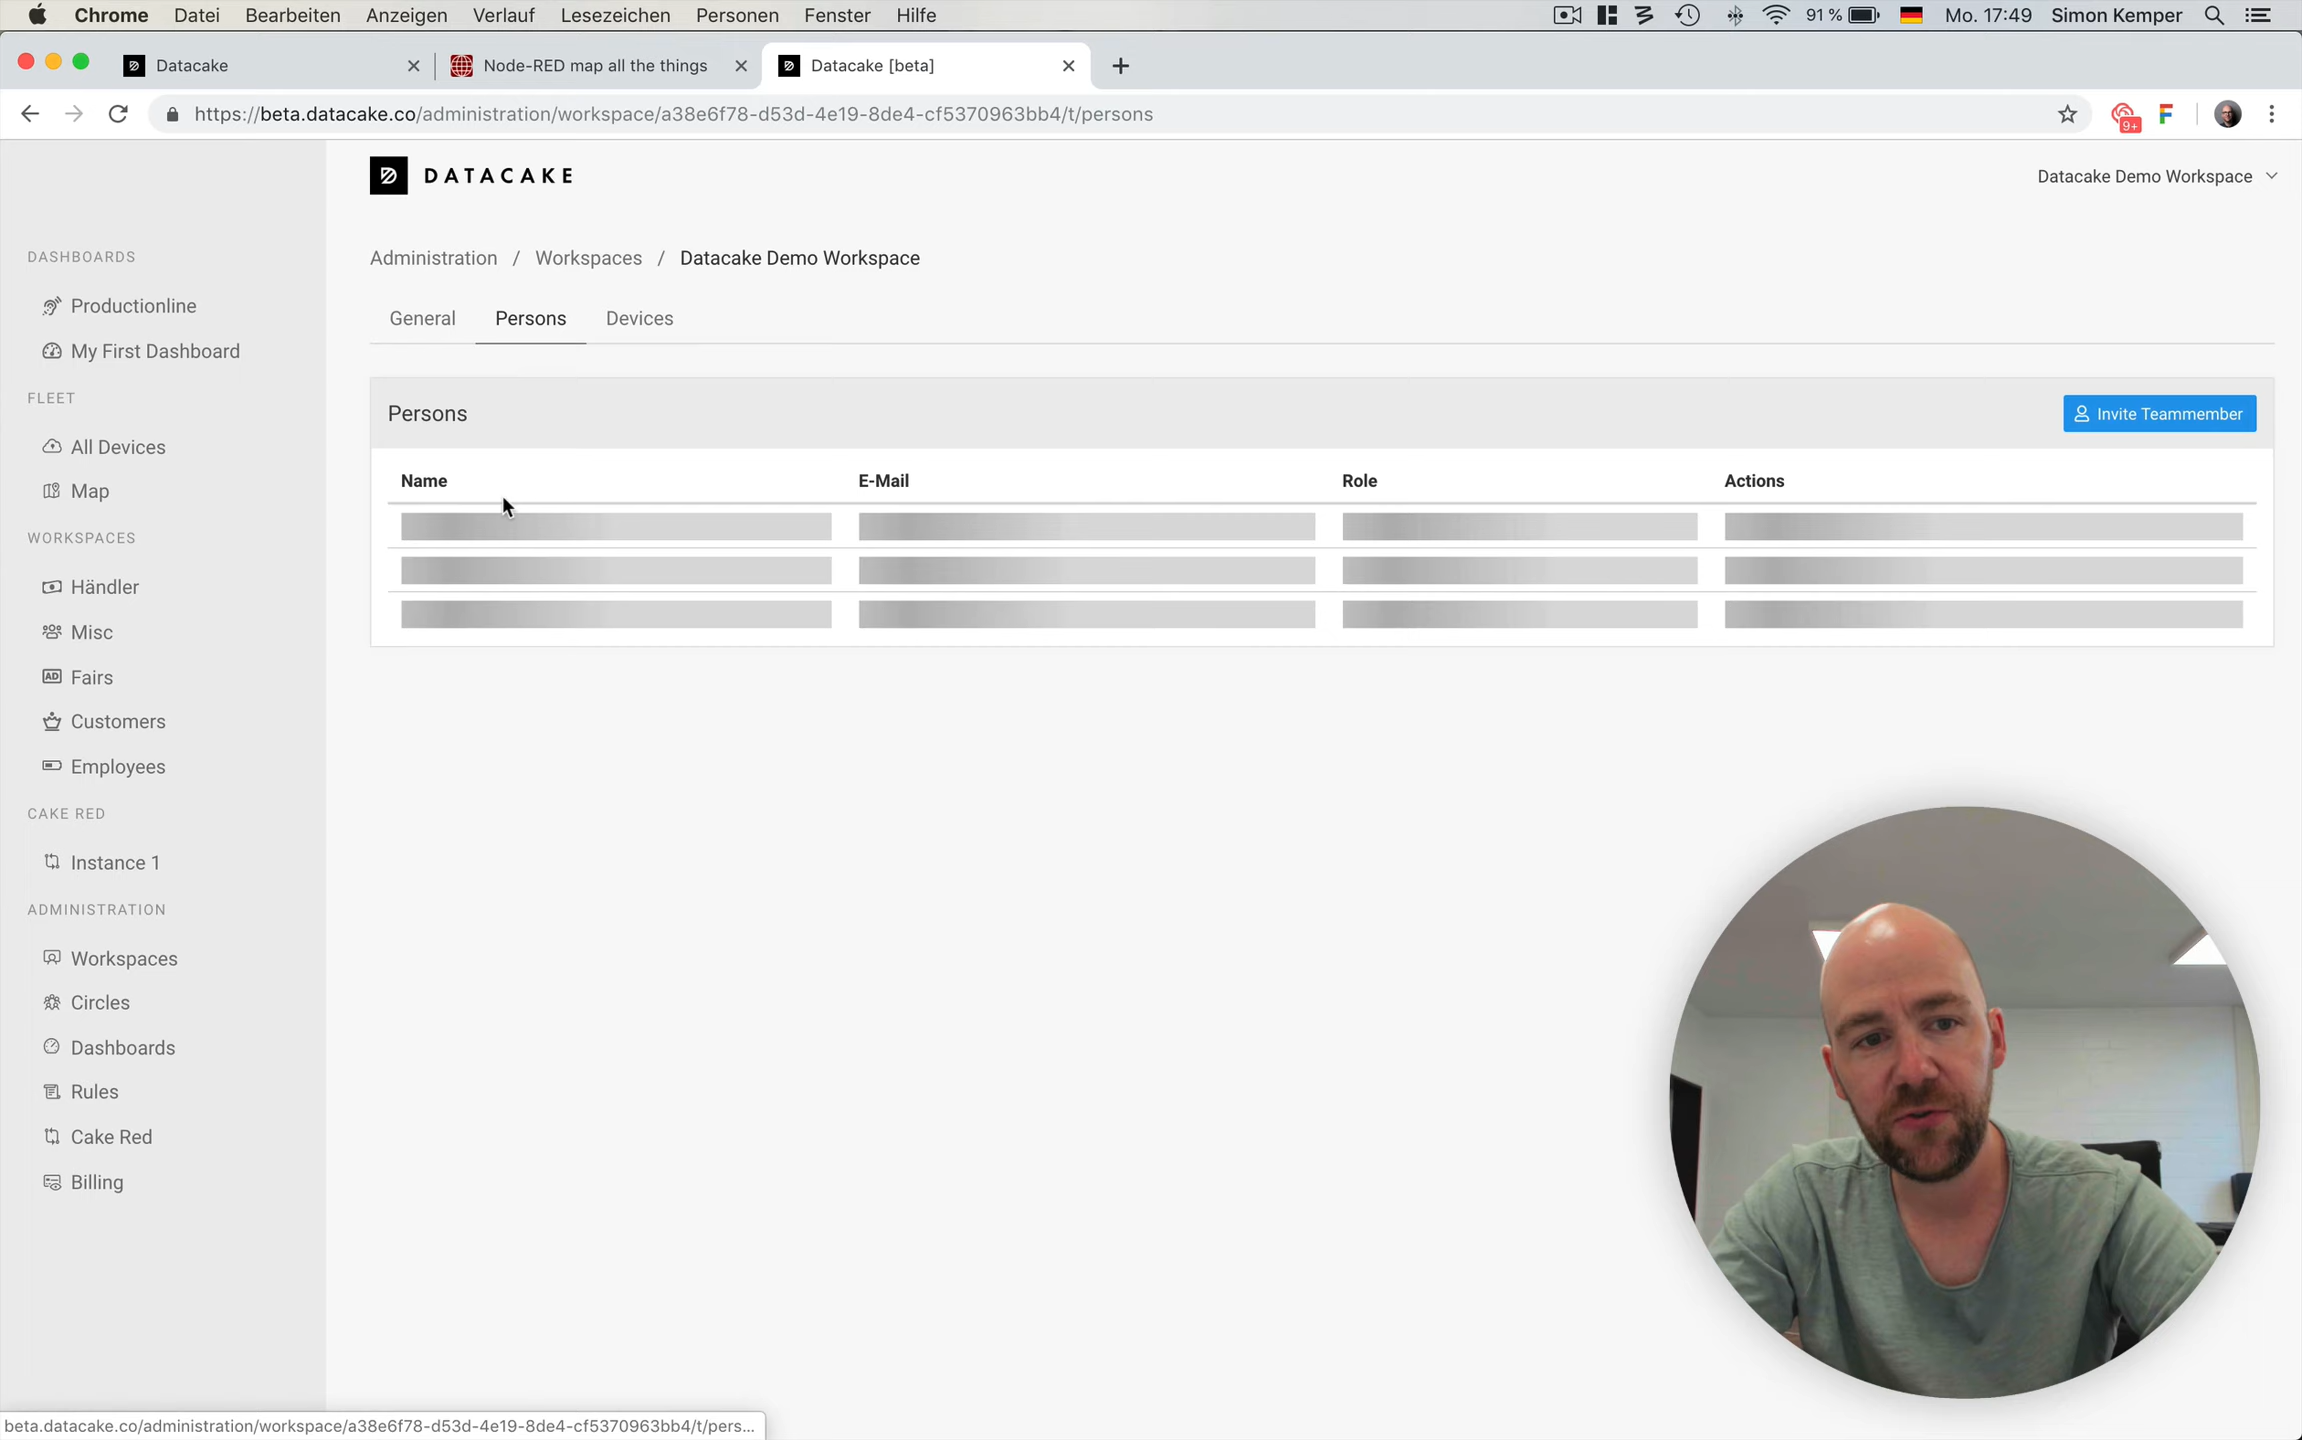 Chrome Datei Bearbeiten Anzeigen Verlauf Lesezeichen Personen Fenster Hilfe 91 % Mo. 17:49 Simon Kemper
Datacake Node-RED map all the things Datacake [beta]
https://beta.datacake.co/administration/workspace/a38e6f78-d53d-4e19-8de4-cf5370963bb4/t/persons 9+
DATACAKE
Datacake Demo Workspace
Administration / Workspaces / Datacake Demo Workspace
General Persons Devices
Persons
Invite Teammember
Name E-Mail Role Actions
DASHBOARDS
Productionline
My First Dashboard
FLEET
All Devices
Map
WORKSPACES
Händler
Misc
AD Fairs
Customers
Employees
CAKE RED
Instance 1
ADMINISTRATION
Workspaces
Circles
Dashboards
Rules
Cake Red
Billing
beta.datacake.co/administration/workspace/a38e6f78-d53d-4e19-8de4-cf5370963bb4/t/pers...